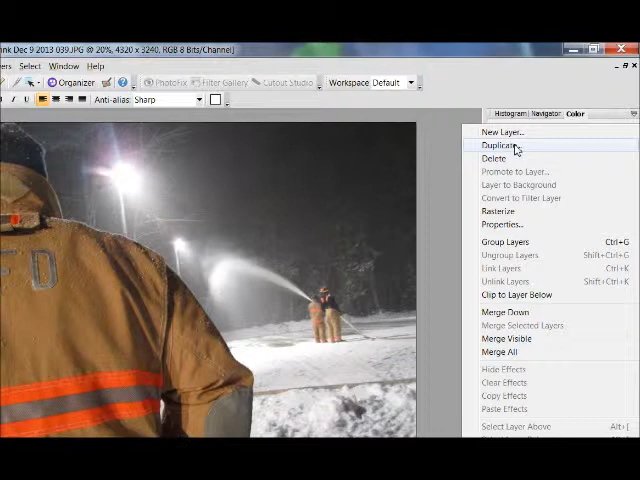 ink Dec 9 2013 039.JPG @ 20%, 4320 x 3240, RGB 8 Bits/Channel]
ers Select Window Help
Organizer PhotoFix Filter Gallery Cutout Studio Workspace Default
B I U Anti-alias: Sharp
Histogram Navigator Color
New Layer...
Duplicate...
Delete
Promote to Layer...
Layer to Background
Convert to Filter Layer
Rasterize
Properties...
Group Layers Ctrl+G
Ungroup Layers Shift+Ctrl+G
Link Layers Ctrl+K
Unlink Layers Shift+Ctrl+K
Clip to Layer Below
Merge Down
Merge Selected Layers
Merge Visible
Merge All
Hide Effects
Clear Effects
Copy Effects
Paste Effects
Select Layer Above Alt+[
FD